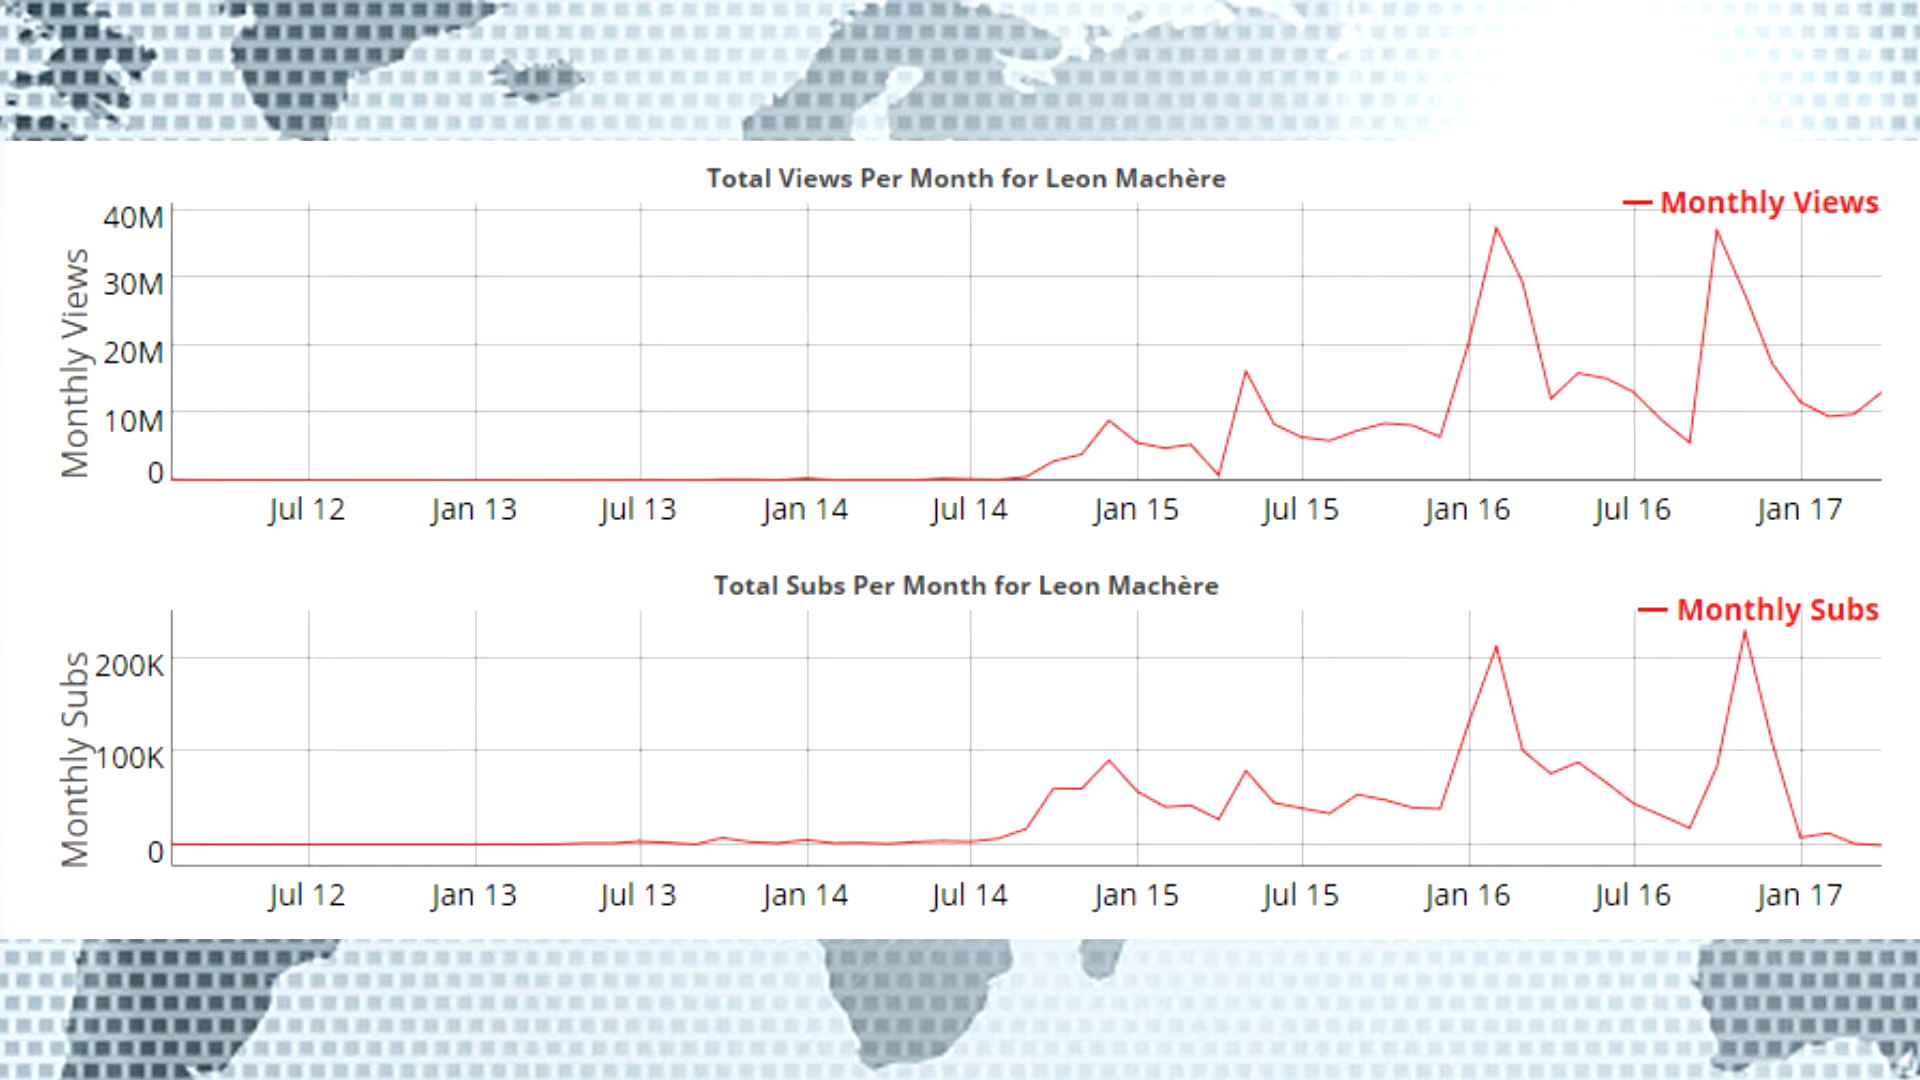 Total Views Per Month for Leon Machère
Monthly Views
Monthly Views
40M
30M
20M
10M
0
Jul 12 Jan 13 Jul 13 Jan 14 Jul 14 Jan 15 Jul 15 Jan 16 Jul 16 Jan 17
Total Subs Per Month for Leon Machère
Monthly Subs
Monthly Subs
200K
100K
0
Jul 12 Jan 13 Jul 13 Jan 14 Jul 14 Jan 15 Jul 15 Jan 16 Jul 16 Jan 17